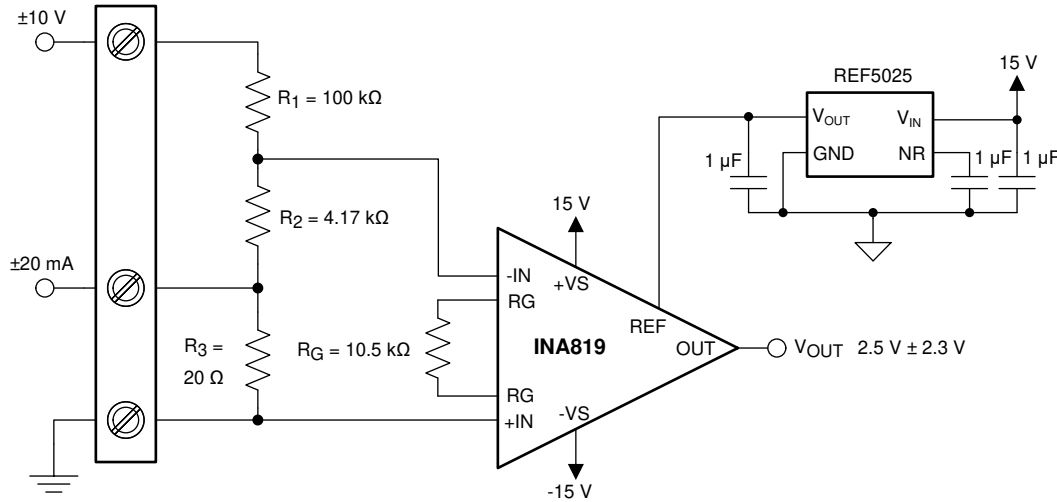 ±10 V
R1 = 100 kΩ
R2 = 4.17 kΩ
±20 mA
R3 =
20 Ω
RG = 10.5 kΩ
-IN
RG
RG
+IN
15 V
+VS
REF
INA819
OUT
-VS
-15 V
VOUT 2.5 V ± 2.3 V
REF5025
VOUT
VIN
GND
NR
15 V
1 µF
1 µF
1 µF